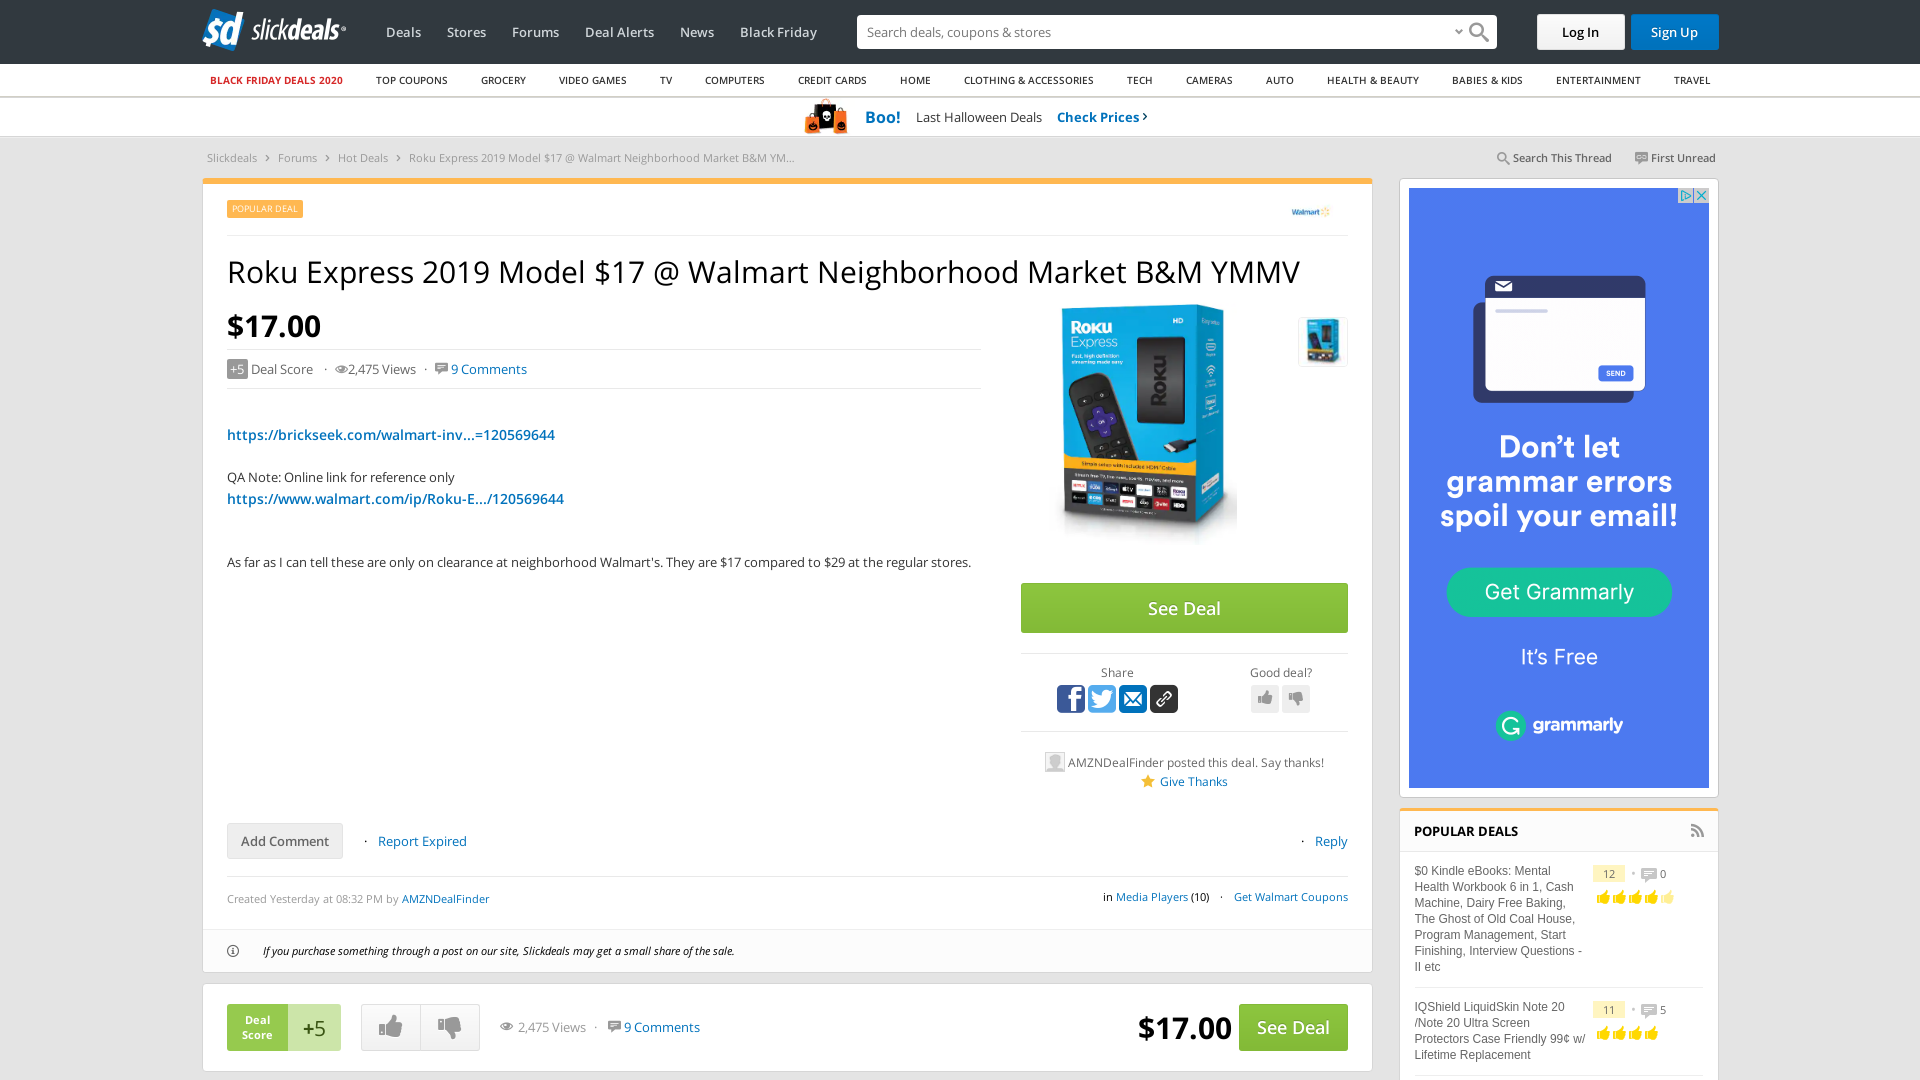 slickdeals
Deals
Stores
Forums
Deal Alerts
News
Black Friday
Search deals, coupons & stores
Log In
Sign Up
BLACK FRIDAY DEALS 2020
TOP COUPONS
GROCERY
VIDEO GAMES
TV
COMPUTERS
CREDIT CARDS
HOME
CLOTHING & ACCESSORIES
TECH
CAMERAS
AUTO
HEALTH & BEAUTY
BABIES & KIDS
ENTERTAINMENT
TRAVEL
Boo! Last Halloween Deals Check Prices
Slickdeals > Forums > Hot Deals > Roku Express 2019 Model $17 @ Walmart Neighborhood Market B&M YM...
Search This Thread
First Unread
POPULAR DEAL
Walmart
Roku Express 2019 Model $17 @ Walmart Neighborhood Market B&M YMMV
$17.00
+5 Deal Score · 2,475 Views · 9 Comments
https://brickseek.com/walmart-inv...=120569644
QA Note: Online link for reference only
https://www.walmart.com/ip/Roku-E.../120569644
As far as I can tell these are only on clearance at neighborhood Walmart's. They are $17 compared to $29 at the regular stores.
Roku
Express
HD
Fast, high definition
streaming made easy
Roku
See Deal
Share
Good deal?
AMZNDealFinder posted this deal. Say thanks!
Give Thanks
Add Comment · Report Expired
· Reply
Created Yesterday at 08:32 PM by AMZNDealFinder
in Media Players (10) · Get Walmart Coupons
If you purchase something through a post on our site, Slickdeals may get a small share of the sale.
Deal
Score
+5
2,475 Views · 9 Comments
$17.00
See Deal
SEND
Don't let
grammar errors
spoil your email!
Get Grammarly
It's Free
grammarly
POPULAR DEALS
$0 Kindle eBooks: Mental
Health Workbook 6 in 1, Cash
Machine, Dairy Free Baking,
The Ghost of Old Coal House,
Program Management, Start
Finishing, Interview Questions -
II etc
12 • 0
IQShield LiquidSkin Note 20
/Note 20 Ultra Screen
Protectors Case Friendly 99¢ w/
Lifetime Replacement
11 • 5